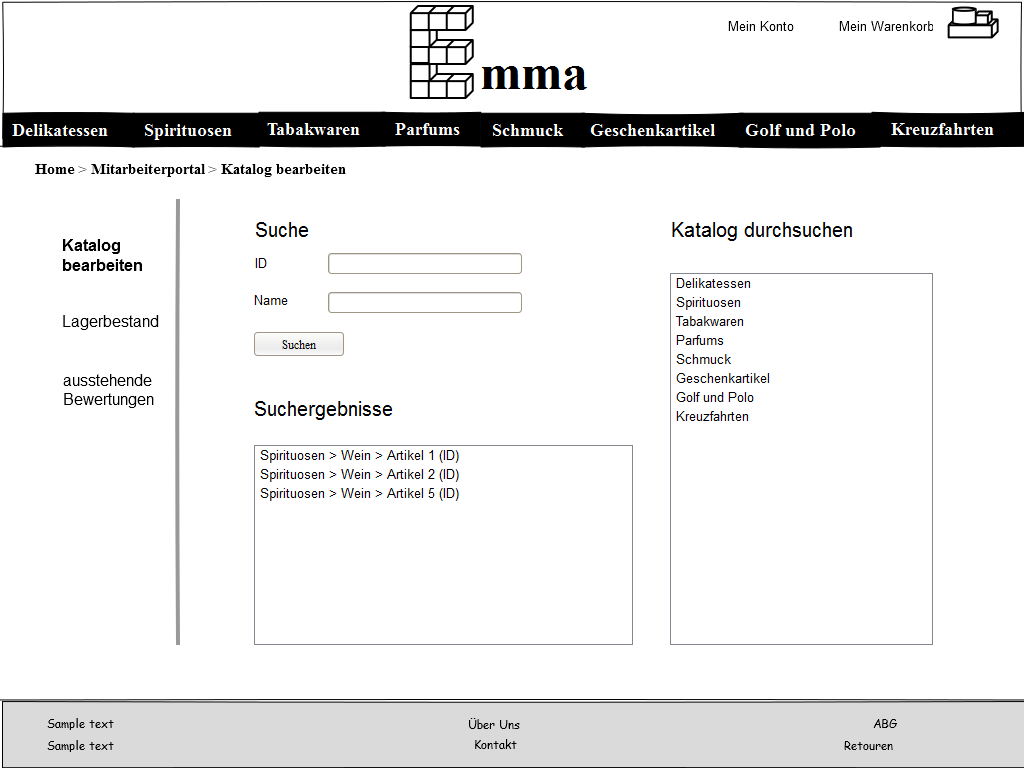 Emma
Mein Konto
Mein Warenkorb
Delikatessen Spirituosen Tabakwaren Parfums Schmuck Geschenkartikel Golf und Polo Kreuzfahrten
Home > Mitarbeiterportal > Katalog bearbeiten
Katalog
bearbeiten
Lagerbestand
ausstehende
Bewertungen
Suche
ID
Name
Suchen
Suchergebnisse
Spirituosen > Wein > Artikel 1 (ID)
Spirituosen > Wein > Artikel 2 (ID)
Spirituosen > Wein > Artikel 5 (ID)
Katalog durchsuchen
Delikatessen
Spirituosen
Tabakwaren
Parfums
Schmuck
Geschenkartikel
Golf und Polo
Kreuzfahrten
Sample text
Sample text
Über Uns
Kontakt
ABG
Retouren